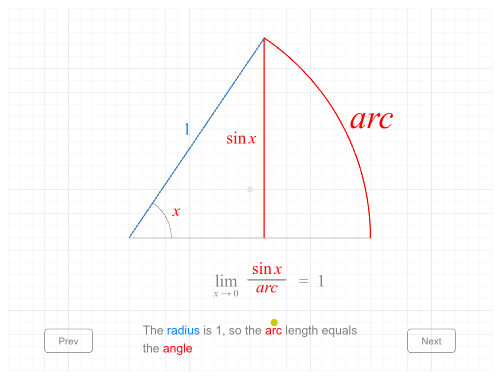 1
sin x
arc
x
lim x → 0 sin x / arc = 1
The radius is 1, so the arc length equals
the angle
Prev
Next